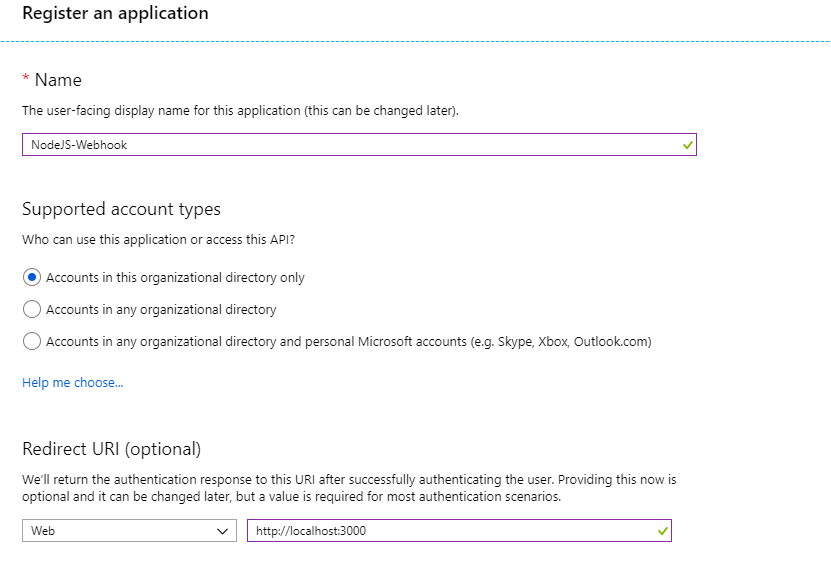 Register an application
* Name
The user-facing display name for this application (this can be changed later).
NodeJS-Webhook
Supported account types
Who can use this application or access this API?
Accounts in this organizational directory only
Accounts in any organizational directory
Accounts in any organizational directory and personal Microsoft accounts (e.g. Skype, Xbox, Outlook.com)
Help me choose...
Redirect URI (optional)
We'll return the authentication response to this URI after successfully authenticating the user. Providing this now is
optional and it can be changed later, but a value is required for most authentication scenarios.
Web http://localhost:3000